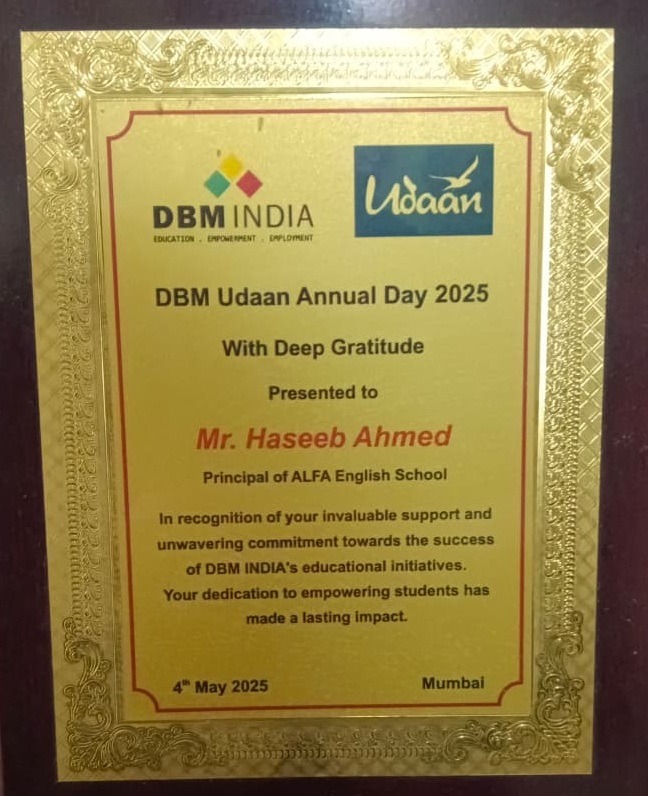 DBM INDIA
EDUCATION . EMPOWERMENT . EMPLOYMENT
Udaan
DBM Udaan Annual Day 2025
With Deep Gratitude
Presented to
Mr. Haseeb Ahmed
Principal of ALFA English School
In recognition of your invaluable support and
unwavering commitment towards the success
of DBM INDIA's educational initiatives.
Your dedication to empowering students has
made a lasting impact.
4th May 2025 Mumbai